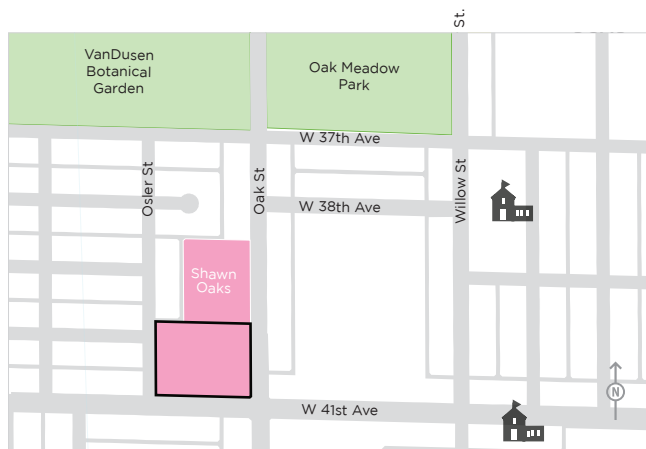 St.
VanDusen
Botanical
Garden
Oak Meadow
Park
W 37th Ave
Osler St
Oak St
Willow St
W 38th Ave
Shawn
Oaks
N
W 41st Ave